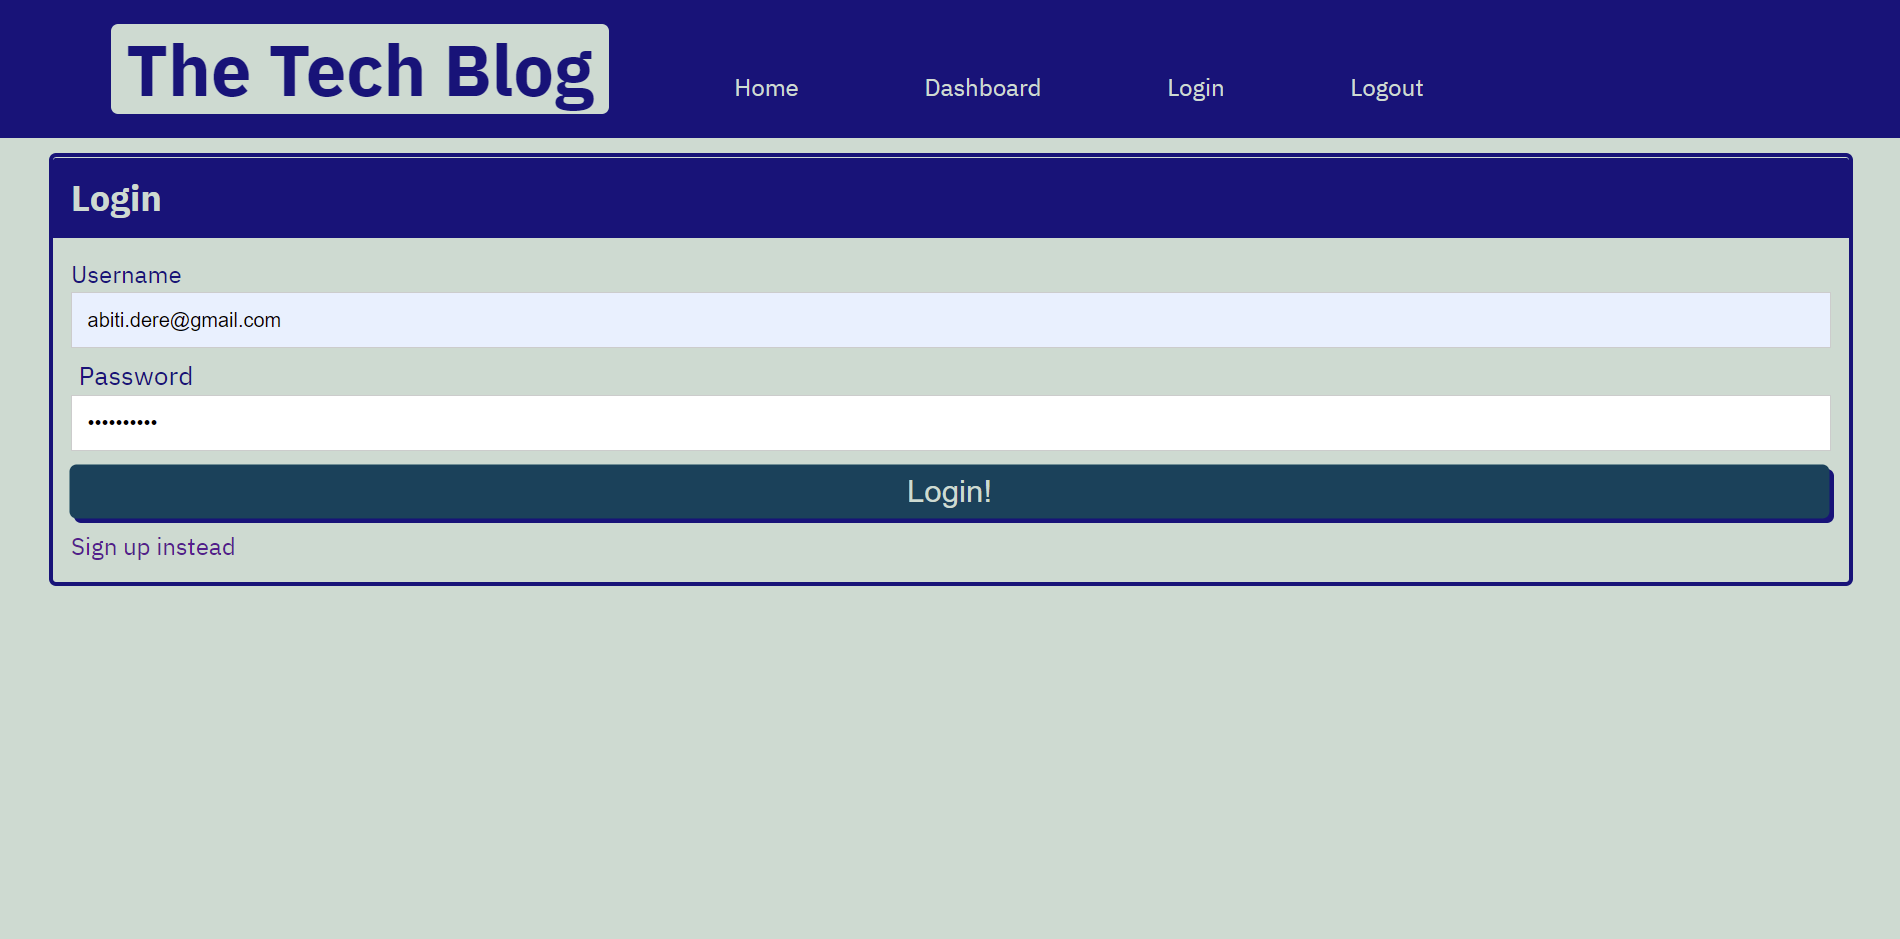 The Tech Blog
Home Dashboard Login Logout
Login
Username
abiti.dere@gmail.com
Password
••••••••••
Login!
Sign up instead